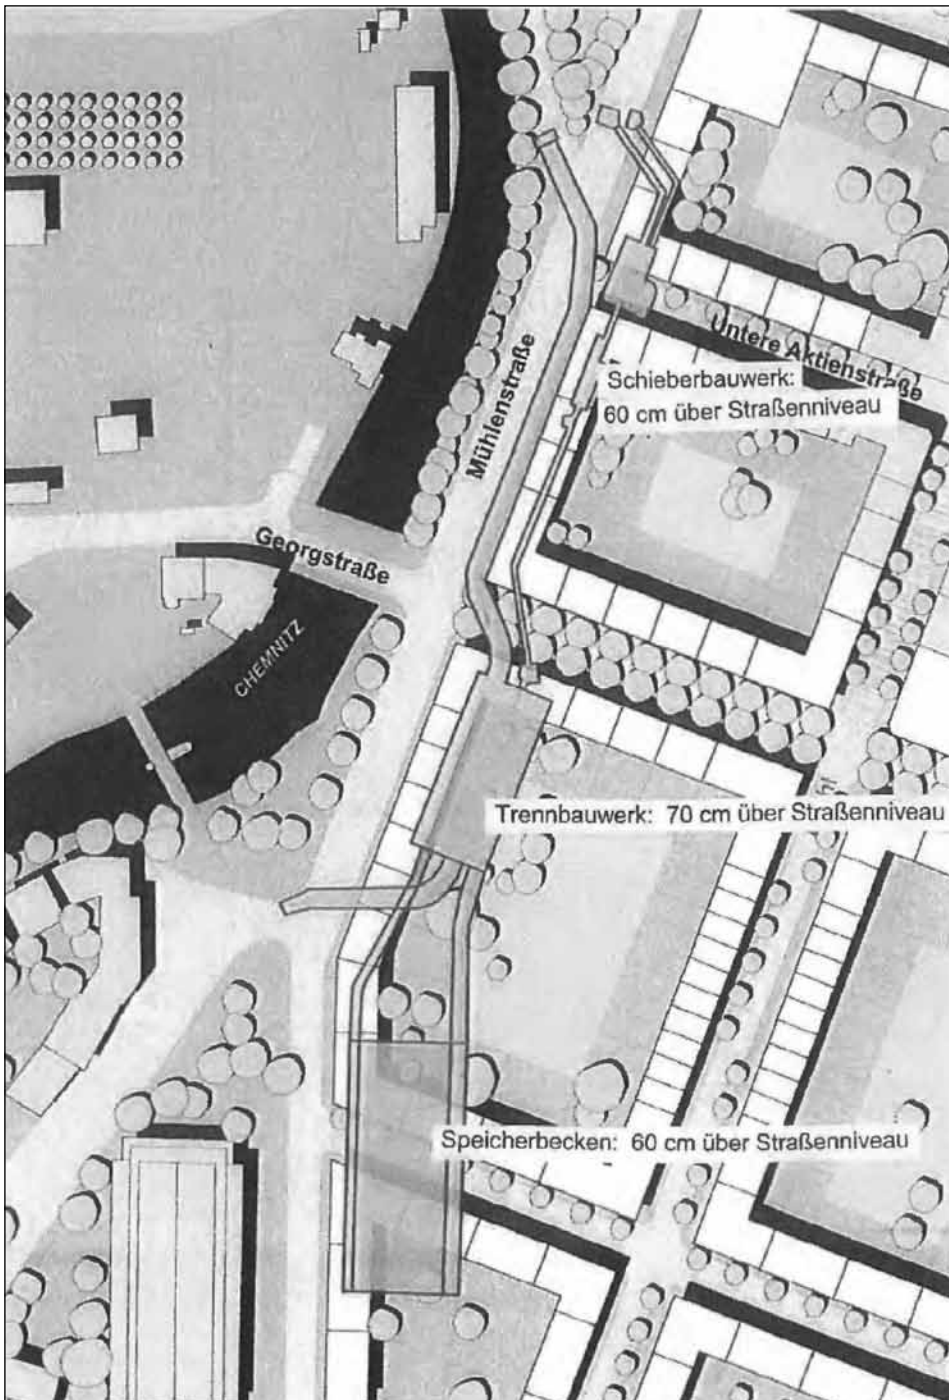 Untere Aktienstraße
Mühlenstraße
Schieberbauwerk:
60 cm über Straßenniveau
Georgstraße
CHEMNITZ
Trennbauwerk: 70 cm über Straßenniveau
Speicherbecken: 60 cm über Straßenniveau